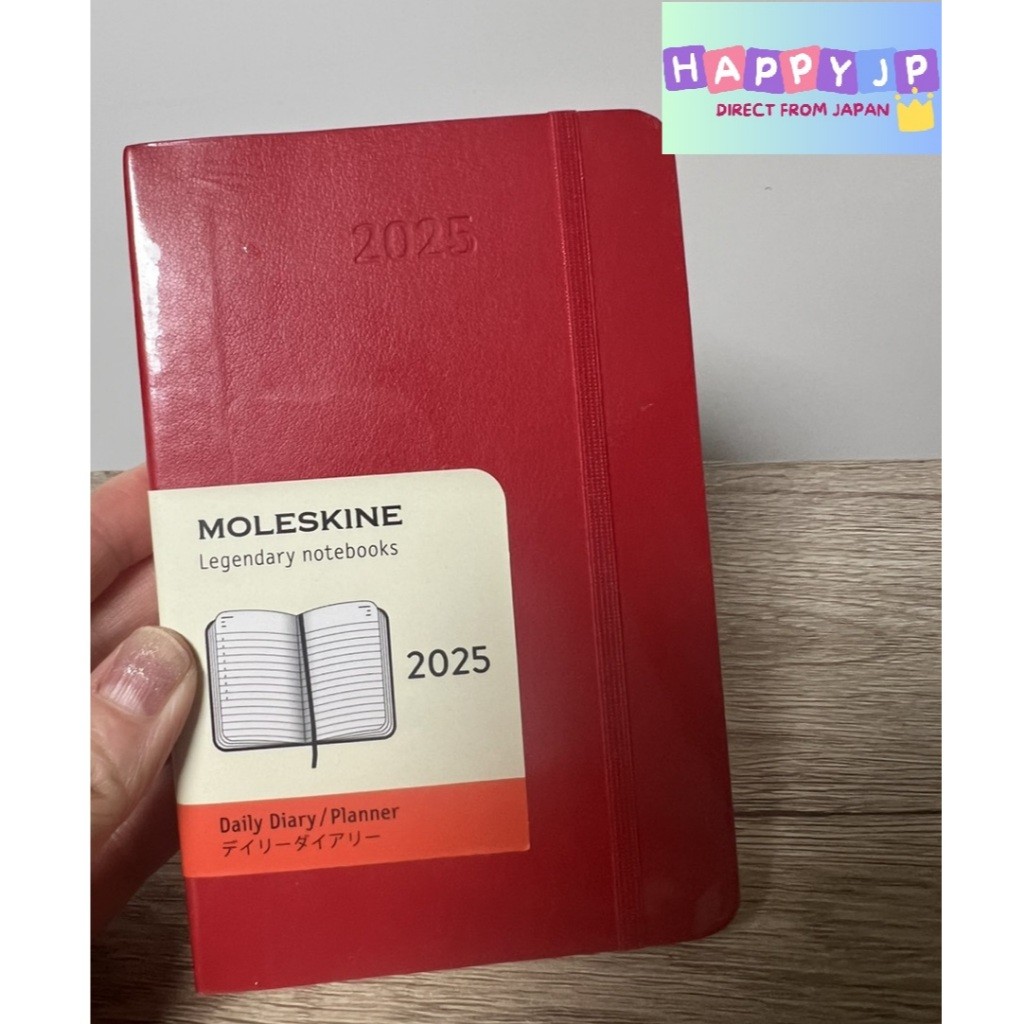 HAPPY JP
DIRECT FROM JAPAN
2025
MOLESKINE
Legendary notebooks
2025
Daily Diary/Planner
デイリーダイアリー